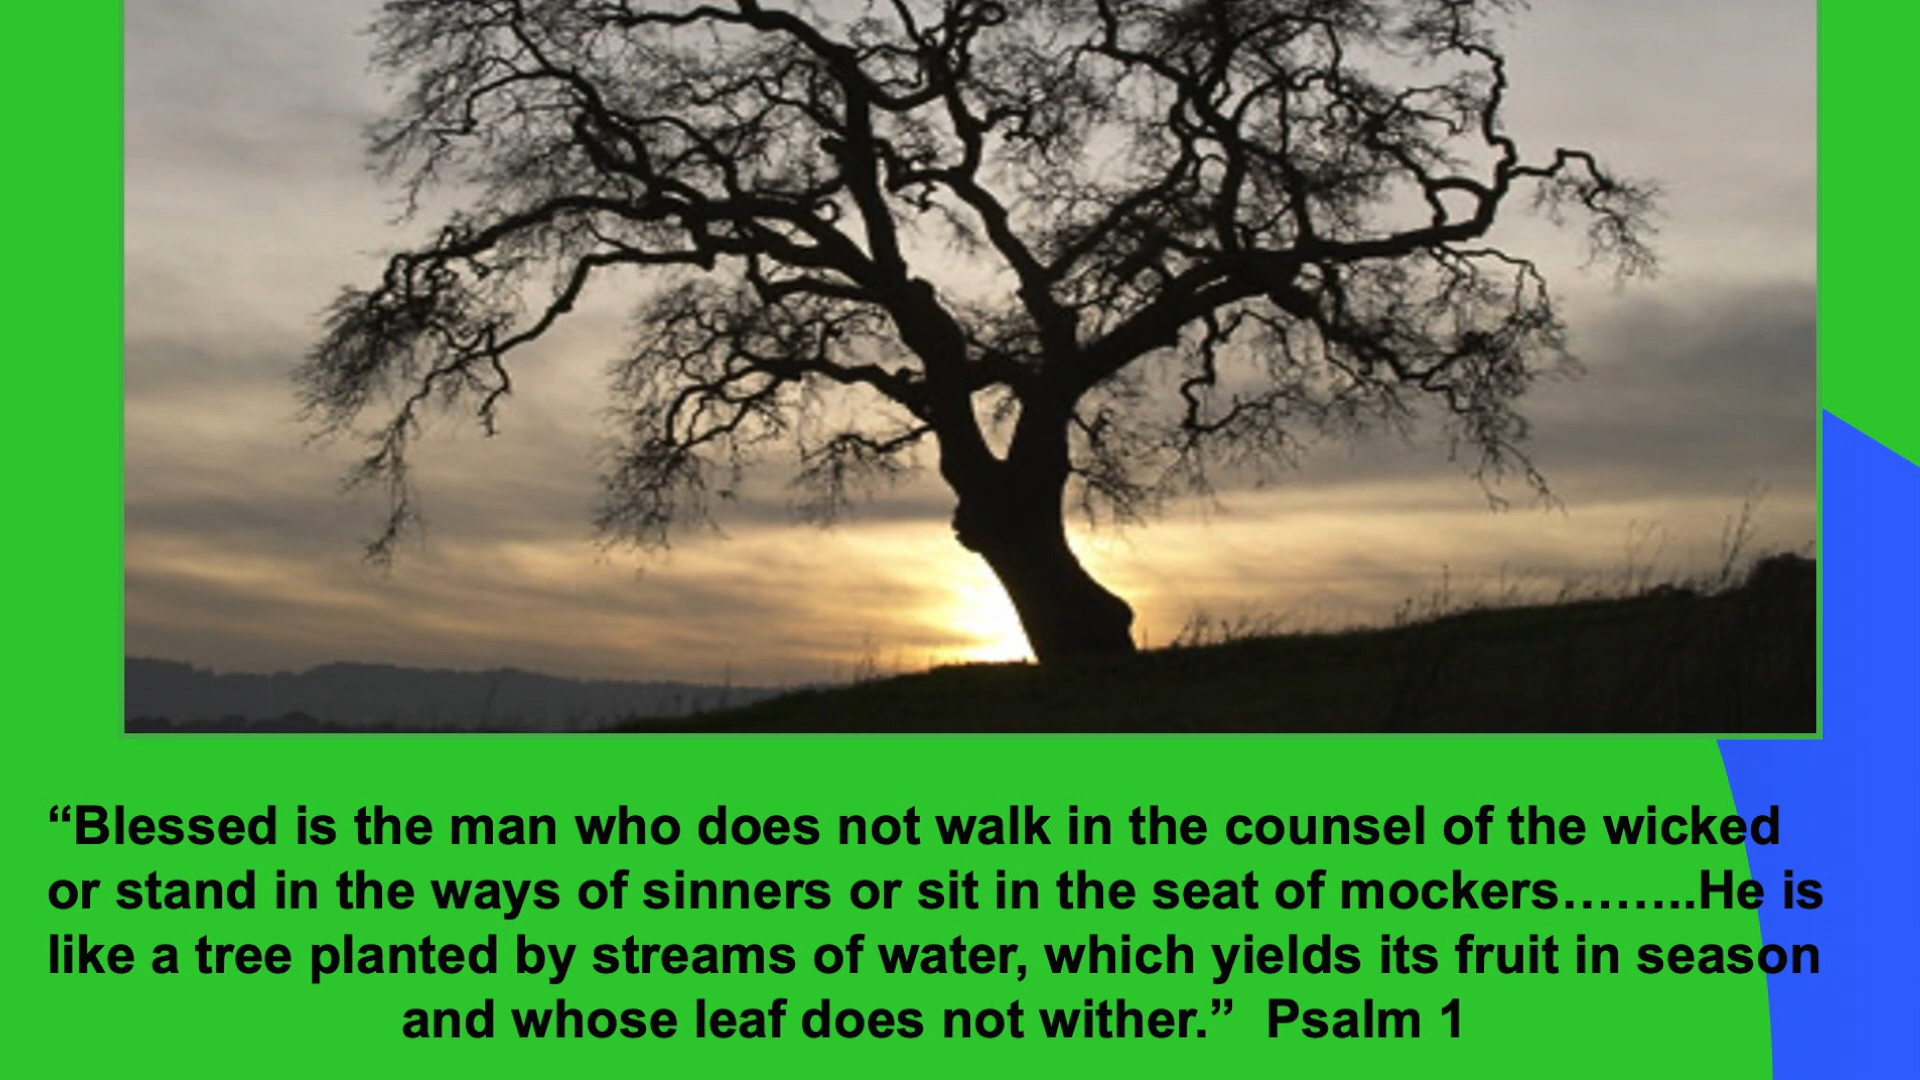 “Blessed is the man who does not walk in the counsel of the wicked
or stand in the ways of sinners or sit in the seat of mockers……..He is
like a tree planted by streams of water, which yields its fruit in season
and whose leaf does not wither.”  Psalm 1